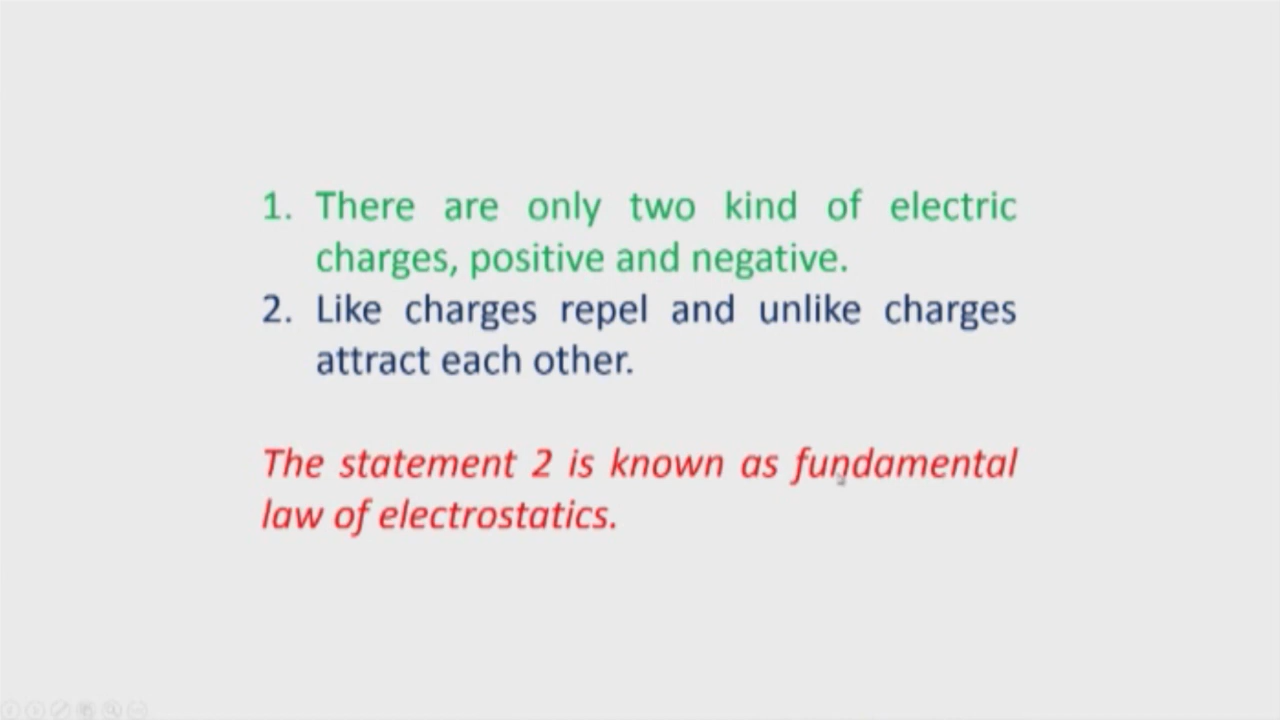 1. There are only two kind of electric
charges, positive and negative.
2. Like charges repel and unlike charges
attract each other.
The statement 2 is known as fundamental
law of electrostatics.